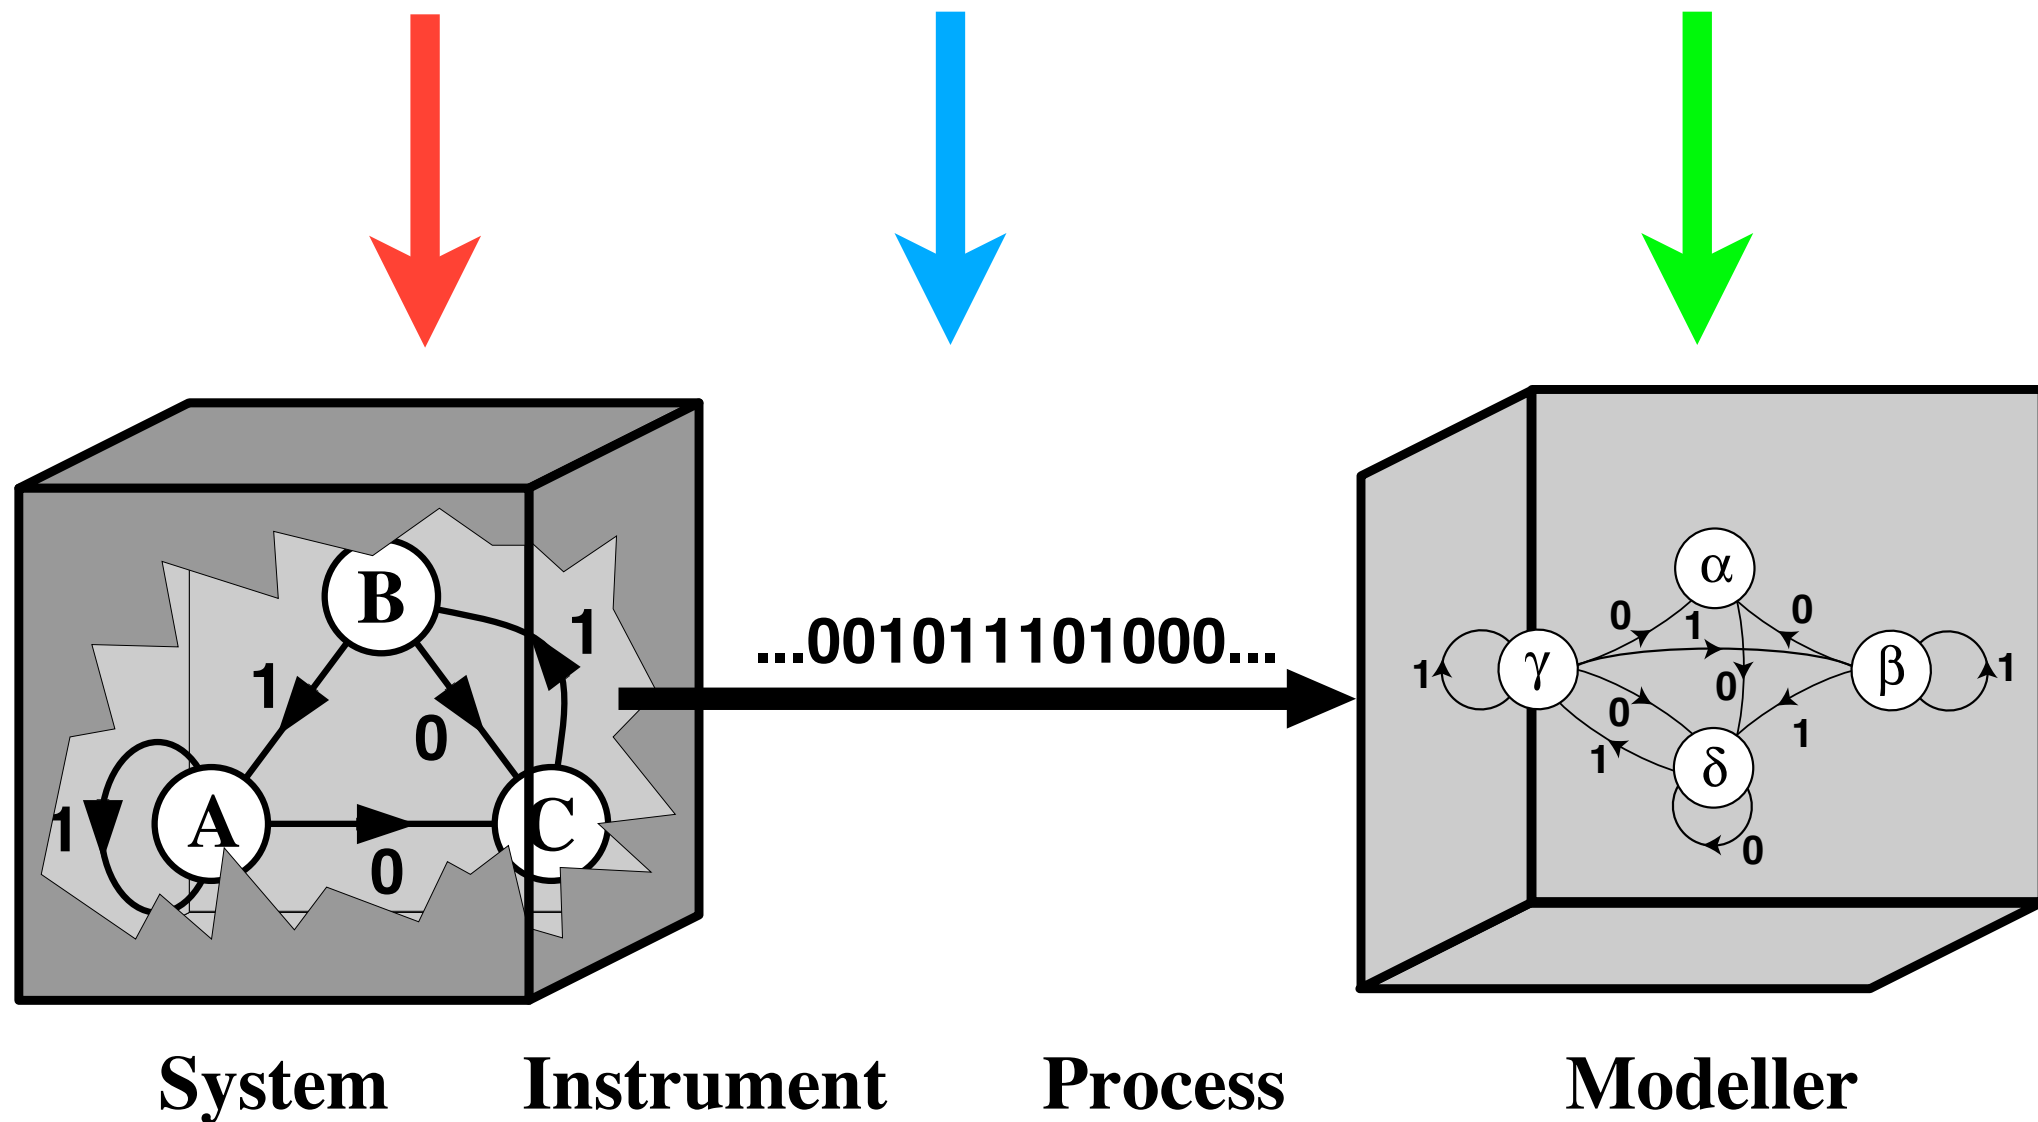 B
1
1
0
A
1
0
C
...001011101000...
α
0
1
0
γ
1
β
1
0
0
1
1
δ
0
System Instrument Process Modeller